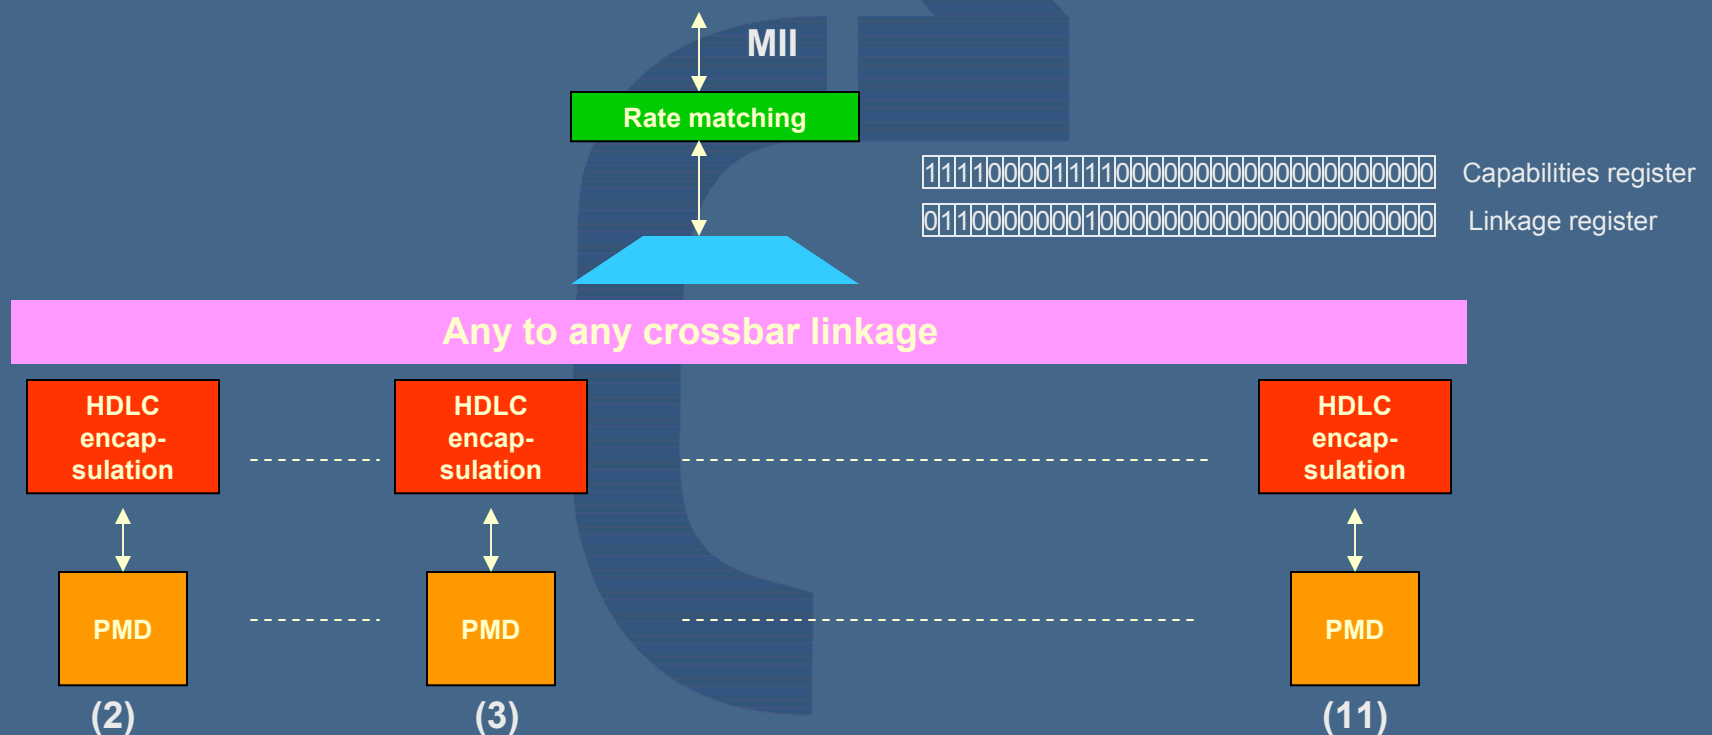 MII
Rate matching
11110000111100000000000000000000 Capabilities register
01100000001000000000000000000000 Linkage register
Any to any crossbar linkage
HDLC
encap-
sulation
HDLC
encap-
sulation
HDLC
encap-
sulation
PMD
PMD
PMD
(2)
(3)
(11)